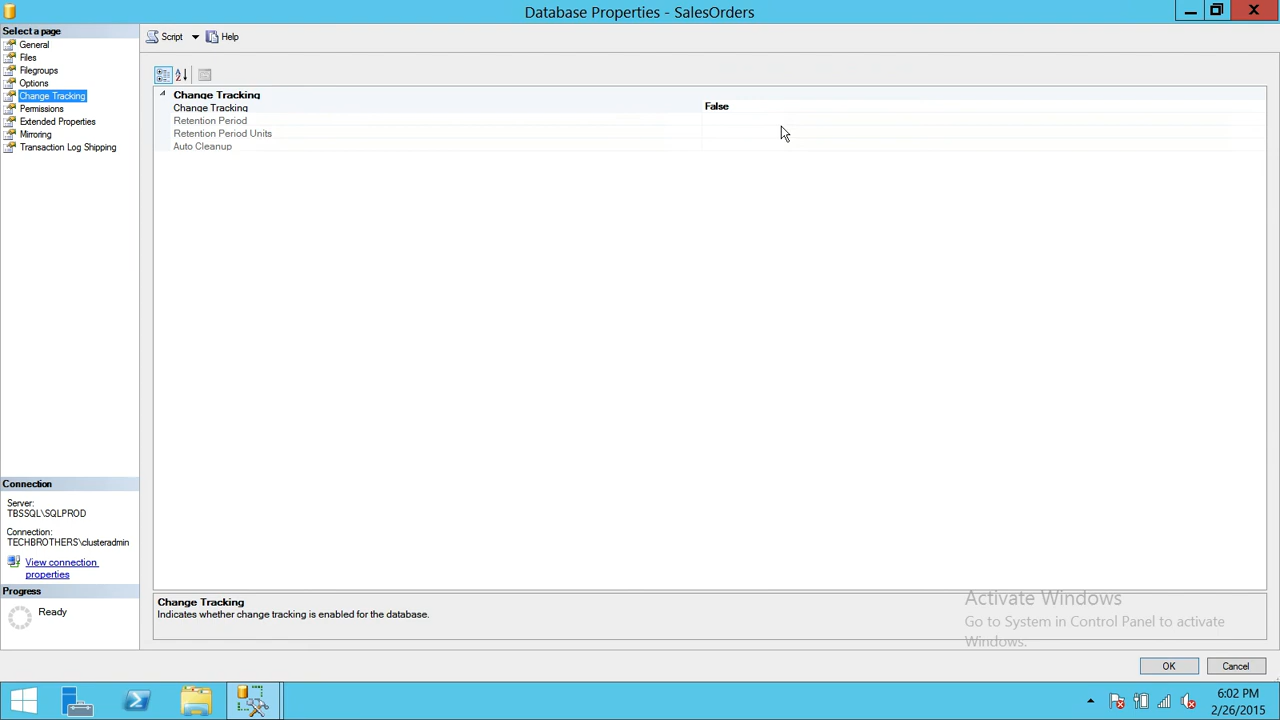 Database Properties - SalesOrders
Select a page
General
Files
Filegroups
Options
Change Tracking
Permissions
Extended Properties
Mirroring
Transaction Log Shipping
Script
Help
Change Tracking
Change Tracking False
Retention Period
Retention Period Units
Auto Cleanup
Connection
Server:
TBSSQL\SQLPROD
Connection:
TECHBROTHERS\clusteradmin
View connection
properties
Progress
Ready
Change Tracking
Indicates whether change tracking is enabled for the database.
Activate Windows
Go to System in Control Panel to activate
Windows.
OK
Cancel
6:02 PM
2/26/2015